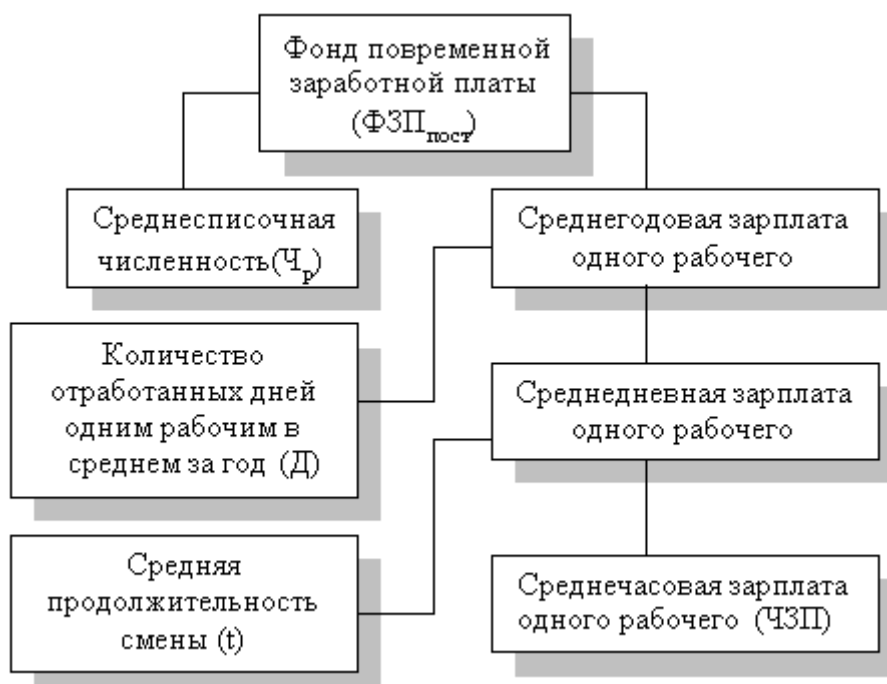 Фонд повременной
заработной платы
(ФЗПпост)
Среднесписочная
численность(Чр)
Среднегодовая зарплата
одного рабочего
Количество
отработанных дней
одним рабочим в
среднем за год (Д)
Среднедневная зарплата
одного рабочего
Средняя
продолжительность
смены (t)
Среднечасовая зарплата
одного рабочего (ЧЗП)